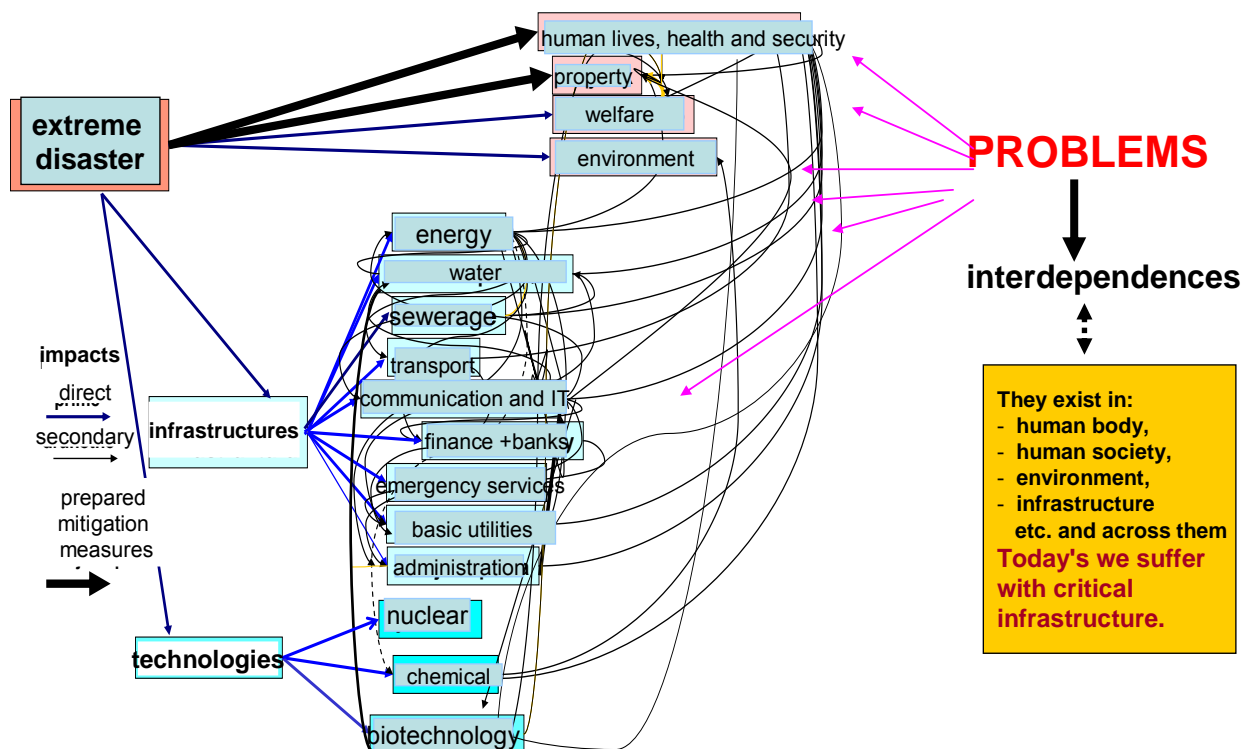 human lives, health and security
property
welfare
environment
extreme
disaster
PROBLEMS
interdependences
energy
water
sewerage
transport
communication and IT
finance +banks
emergency services
basic utilities
administration
nuclear
chemical
biotechnology
impacts
direct
secondary
prepared
mitigation
measures
infrastructures
technologies
They exist in:
- human body,
- human society,
- environment,
- infrastructure
etc. and across them
Today's we suffer
with critical
infrastructure.